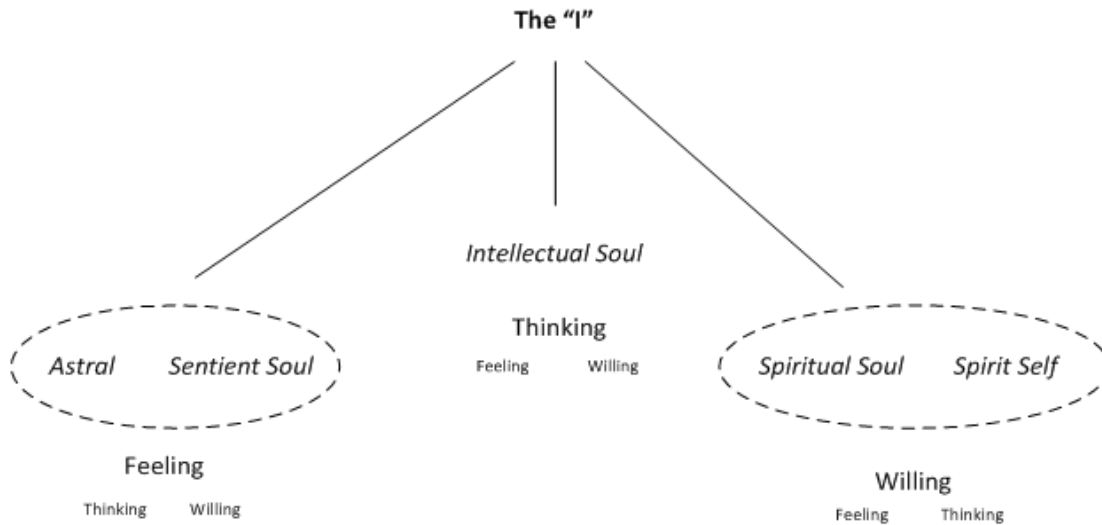 The “I”
Intellectual Soul
Thinking
Feeling Willing
Astral Sentient Soul
Feeling
Thinking Willing
Spiritual Soul Spirit Self
Willing
Feeling Thinking